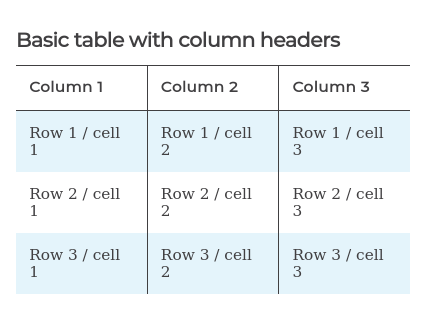 Basic table with column headers
Column 1 Column 2 Column 3
Row 1 / cell 1 Row 1 / cell 2 Row 1 / cell 3
Row 2 / cell 1 Row 2 / cell 2 Row 2 / cell 3
Row 3 / cell 1 Row 3 / cell 2 Row 3 / cell 3